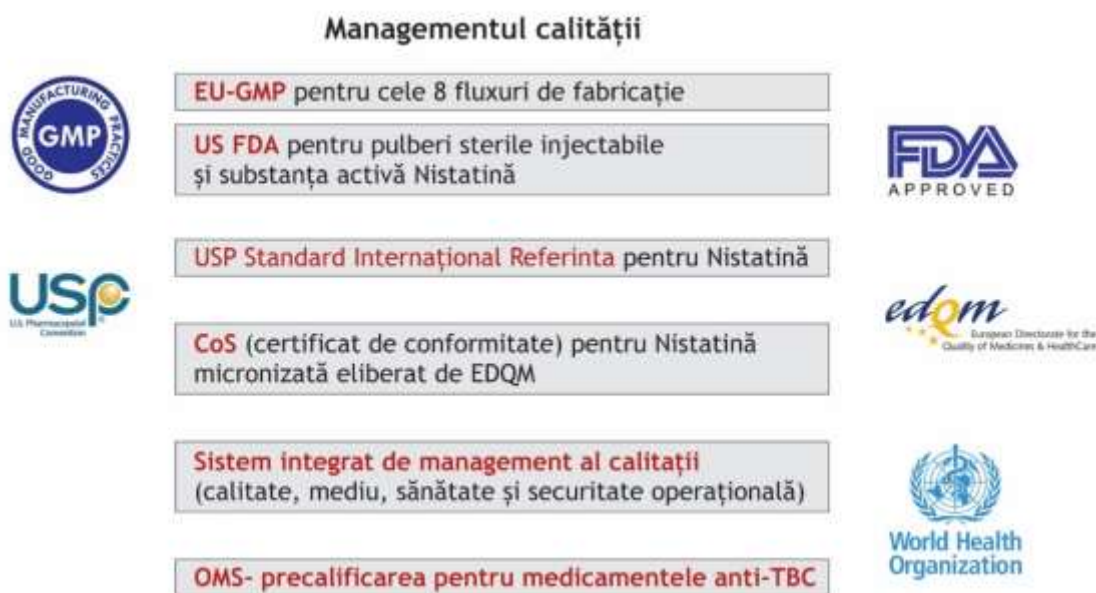 Managementul calității
GOOD MANUFACTURING PRACTICES
GMP
EU-GMP pentru cele 8 fluxuri de fabricație
US FDA pentru pulberi sterile injectabile
și substanța activă Nistatină
FDA
APPROVED
USP Standard Internațional Referinta pentru Nistatină
USP
U.S. Pharmacopeial
Convention
edQm
European Directorate for the
Quality of Medicines & HealthCare
CoS (certificat de conformitate) pentru Nistatină
micronizată eliberat de EDQM
Sistem integrat de management al calitații
(calitate, mediu, sănătate și securitate operațională)
World Health
Organization
OMS- precalificarea pentru medicamentele anti-TBC